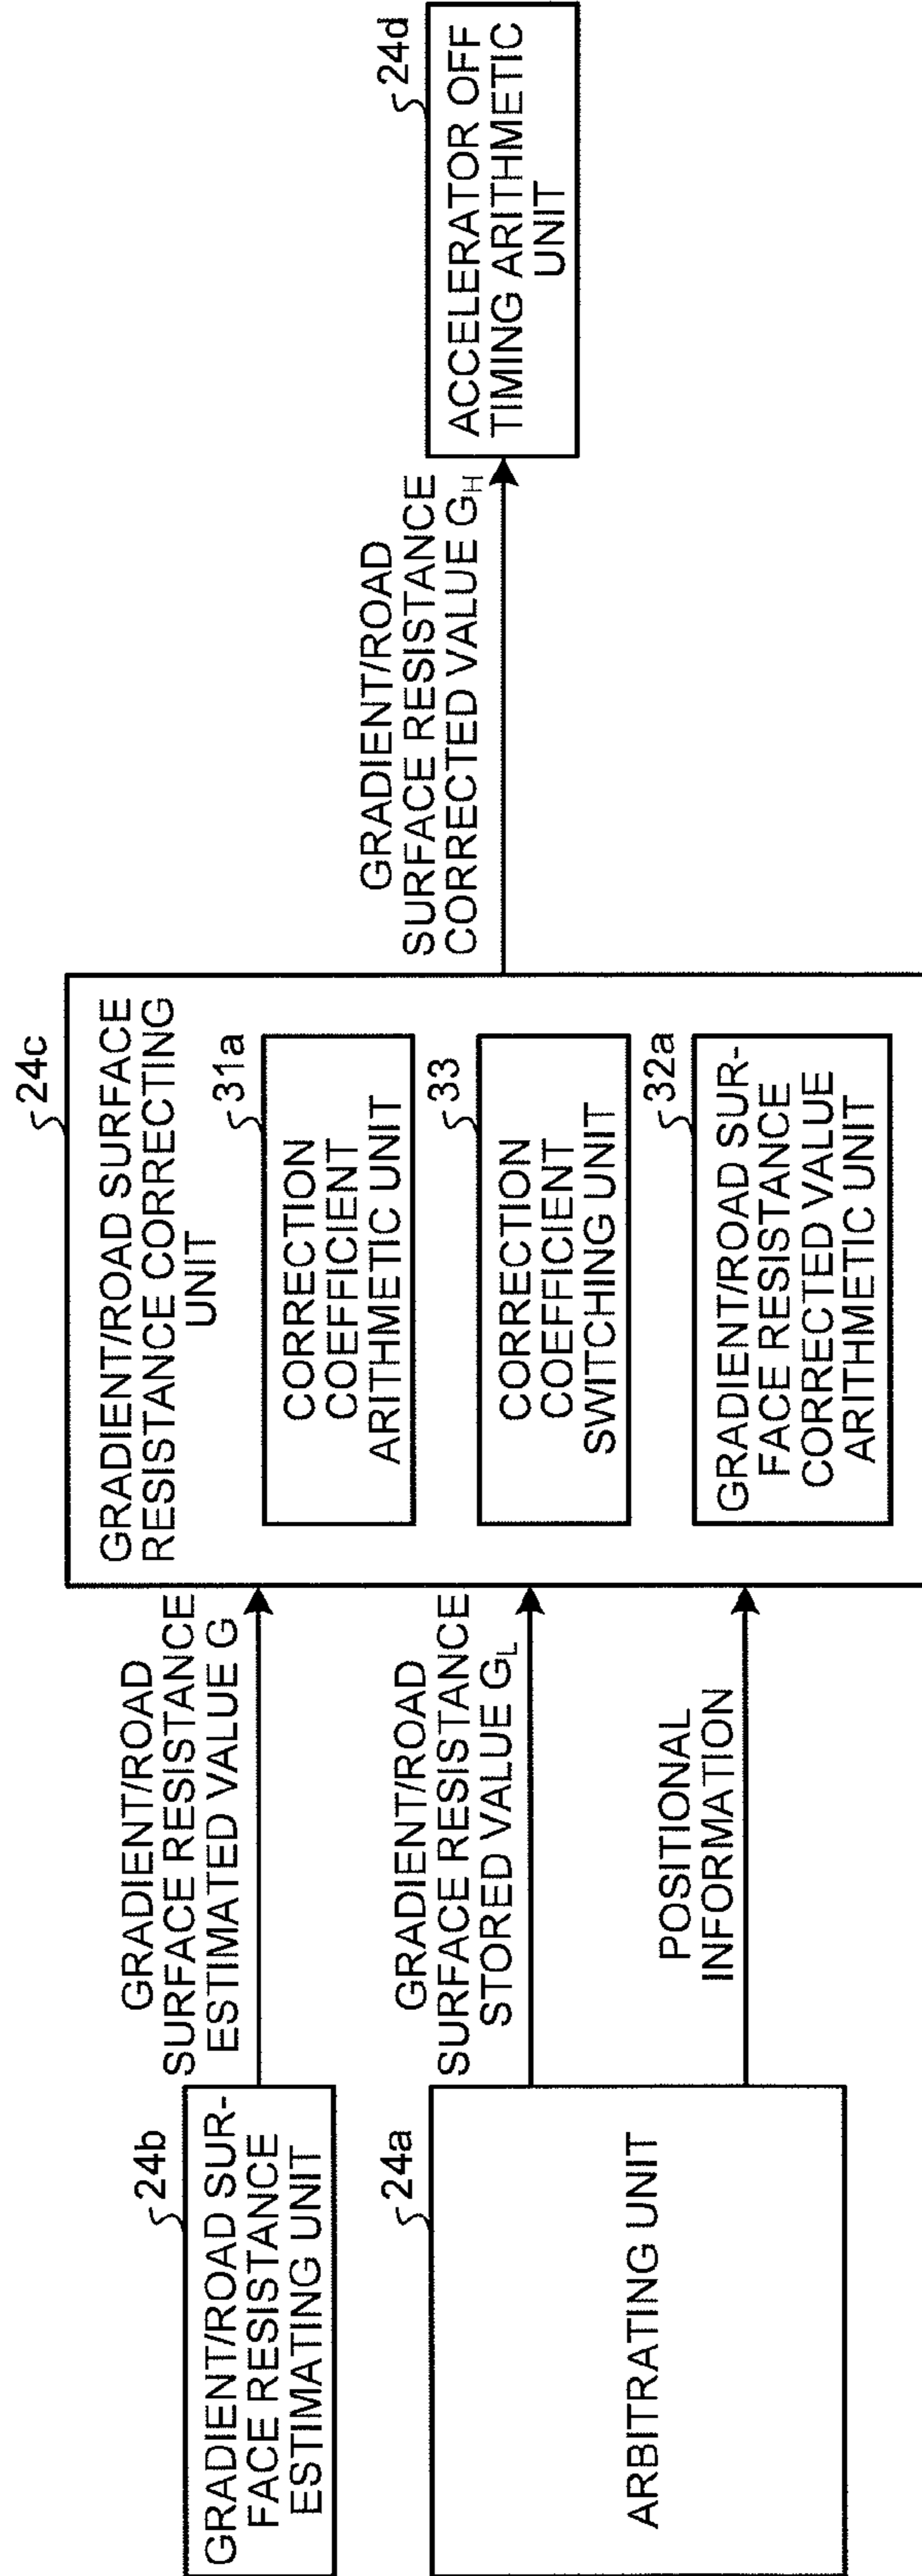 24b
GRADIENT/ROAD SUR-
FACE RESISTANCE
ESTIMATING UNIT
GRADIENT/ROAD
SURFACE RESISTANCE
ESTIMATED VALUE G
24a
ARBITRATING UNIT
GRADIENT/ROAD
SURFACE RESISTANCE
STORED VALUE GL
POSITIONAL
INFORMATION
24c
GRADIENT/ROAD SURFACE
RESISTANCE CORRECTING
UNIT
31a
CORRECTION
COEFFICIENT
ARITHMETIC UNIT
33
CORRECTION
COEFFICIENT
SWITCHING UNIT
32a
GRADIENT/ROAD SUR-
FACE RESISTANCE
CORRECTED VALUE
ARITHMETIC UNIT
GRADIENT/ROAD
SURFACE RESISTANCE
CORRECTED VALUE GH
24d
ACCELERATOR OFF
TIMING ARITHMETIC
UNIT